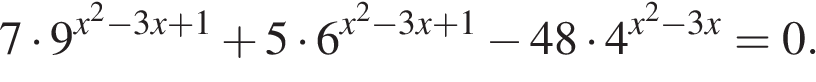 7 · 9^{x^2−3x+1} + 5 · 6^{x^2−3x+1} − 48 · 4^{x^2−3x} = 0.